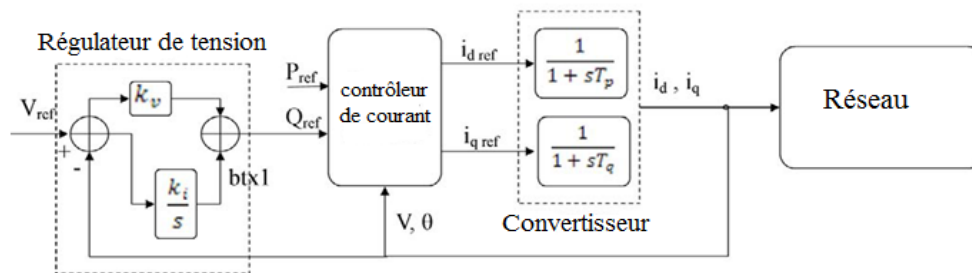 Régulateur de tension
V_ref
+
-
k_v
k_i
s
btx1
P_ref
Q_ref
contrôleur
de courant
V, θ
i_d ref
i_q ref
1
1 + sT_p
1
1 + sT_q
Convertisseur
i_d , i_q
Réseau